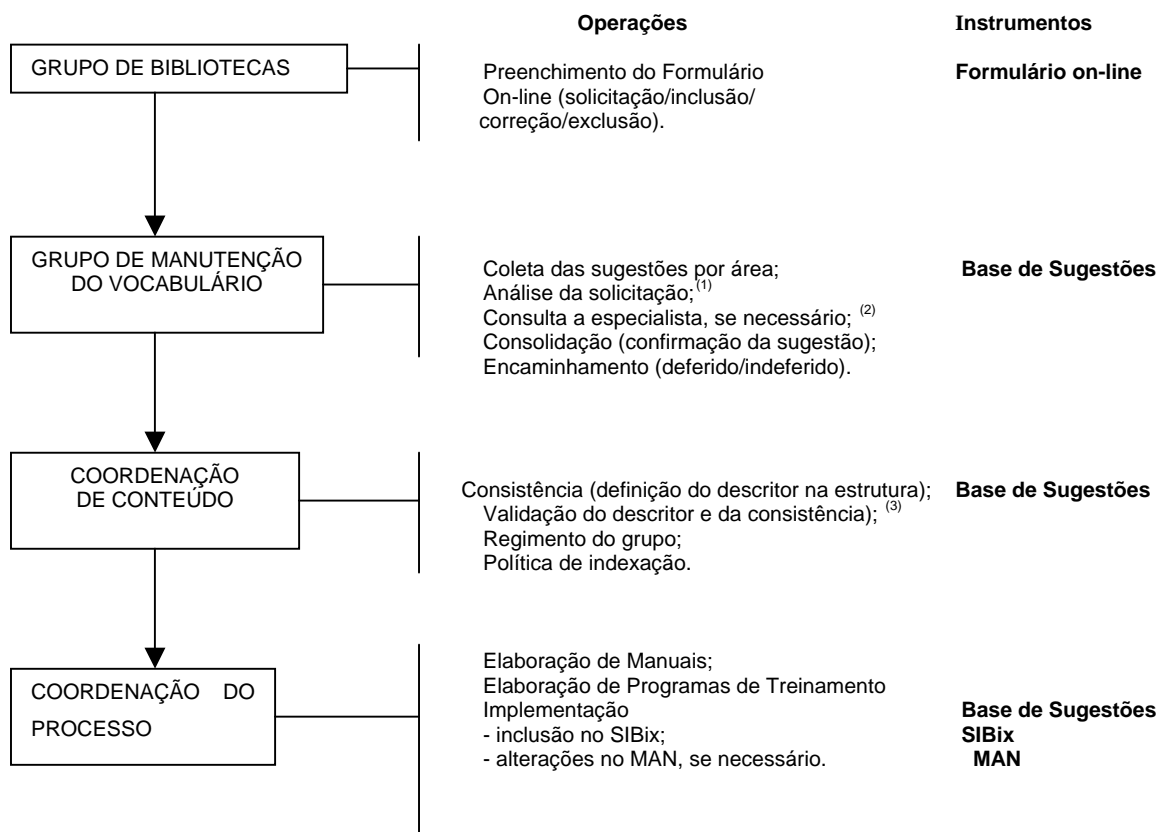 Operações Instrumentos
GRUPO DE BIBLIOTECAS
Preenchimento do Formulário
On-line (solicitação/inclusão/
correção/exclusão).
Formulário on-line
GRUPO DE MANUTENÇÃO
DO VOCABULÁRIO
Coleta das sugestões por área;
Análise da solicitação;(1)
Consulta a especialista, se necessário; (2)
Consolidação (confirmação da sugestão);
Encaminhamento (deferido/indeferido).
Base de Sugestões
COORDENAÇÃO
DE CONTEÚDO
Consistência (definição do descritor na estrutura);
Validação do descritor e da consistência); (3)
Regimento do grupo;
Política de indexação.
Base de Sugestões
COORDENAÇÃO DO
PROCESSO
Elaboração de Manuais;
Elaboração de Programas de Treinamento
Implementação
- inclusão no SIBix;
- alterações no MAN, se necessário.
Base de Sugestões
SIBix
MAN